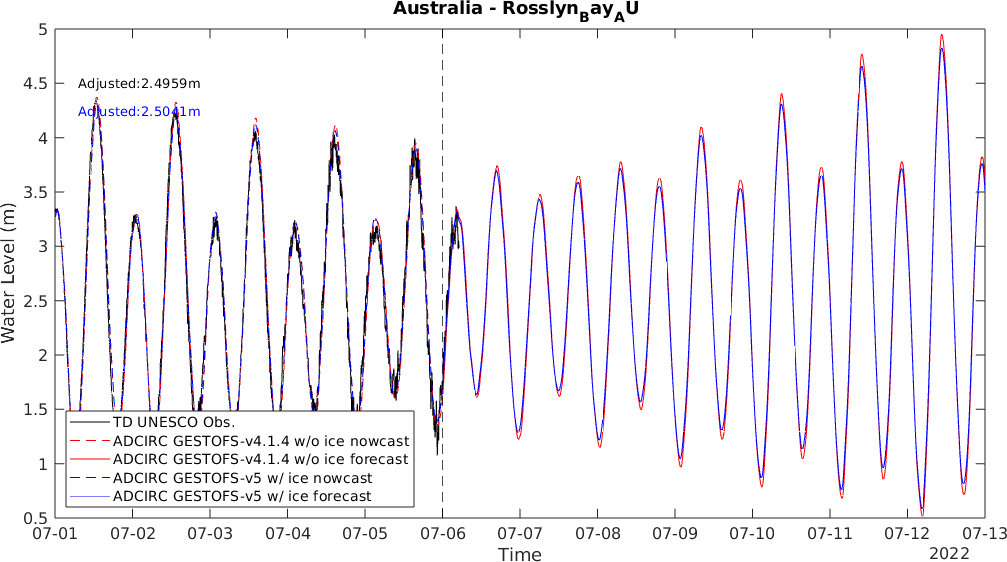 Australia - Rosslyn_Bay_AU
Adjusted:2.4959m
Adjusted:2.5041m
Water Level (m)
5
4.5
4
3.5
3
2.5
2
1.5
1
0.5
TD UNESCO Obs.
ADCIRC GESTOFS-v4.1.4 w/o ice nowcast
ADCIRC GESTOFS-v4.1.4 w/o ice forecast
ADCIRC GESTOFS-v5 w/ ice nowcast
ADCIRC GESTOFS-v5 w/ ice forecast
07-01 07-02 07-03 07-04 07-05 07-06 07-07 07-08 07-09 07-10 07-11 07-12 07-13
Time
2022